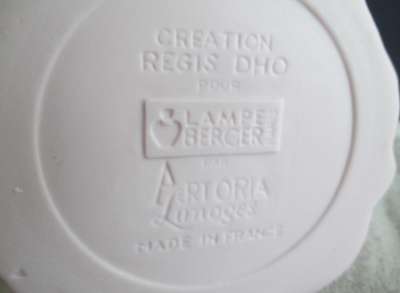 CREATION
REGIS DHO
POUR
LAMPE
BERGER
PAR
ARTORIA
Limoges
MADE IN FRANCE